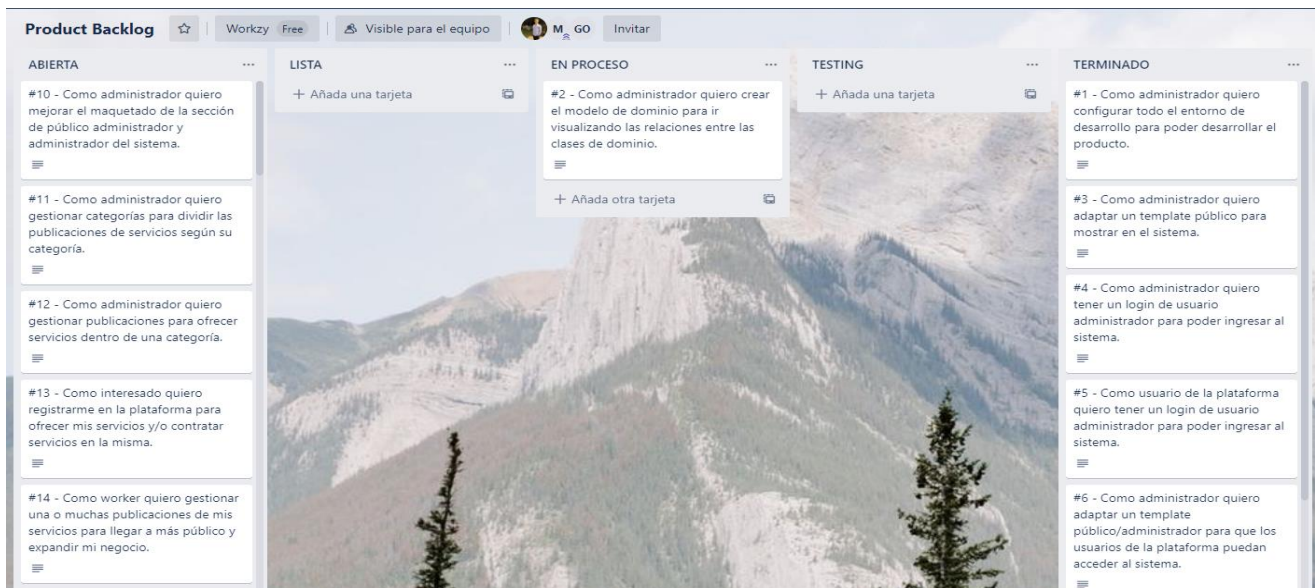 Product Backlog
Workzy Free
Visible para el equipo
M
GO
Invitar
ABIERTA
#10 - Como administrador quiero
mejorar el maquetado de la sección
de público administrador y
administrador del sistema.
#11 - Como administrador quiero
gestionar categorías para dividir las
publicaciones de servicios según su
categoría.
#12 - Como administrador quiero
gestionar publicaciones para ofrecer
servicios dentro de una categoría.
#13 - Como interesado quiero
registrarme en la plataforma para
ofrecer mis servicios y/o contratar
servicios en la misma.
#14 - Como worker quiero gestionar
una o muchas publicaciones de mis
servicios para llegar a más público y
expandir mi negocio.
LISTA
+ Añada una tarjeta
EN PROCESO
#2 - Como administrador quiero crear
el modelo de dominio para ir
visualizando las relaciones entre las
clases de dominio.
+ Añada otra tarjeta
TESTING
+ Añada una tarjeta
TERMINADO
#1 - Como administrador quiero
configurar todo el entorno de
desarrollo para poder desarrollar el
producto.
#3 - Como administrador quiero
adaptar un template público para
mostrar en el sistema.
#4 - Como administrador quiero
tener un login de usuario
administrador para poder ingresar al
sistema.
#5 - Como usuario de la plataforma
quiero tener un login de usuario
administrador para poder ingresar al
sistema.
#6 - Como administrador quiero
adaptar un template
público/administrador para que los
usuarios de la plataforma puedan
acceder al sistema.